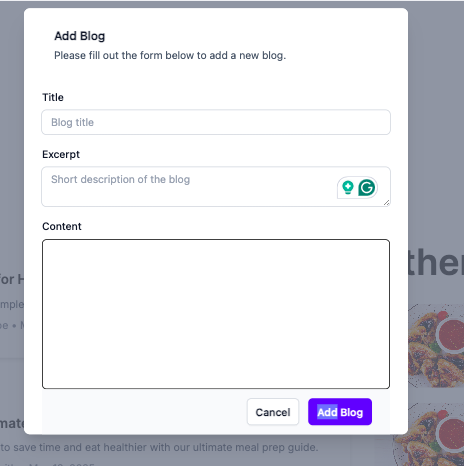 Add Blog
Please fill out the form below to add a new blog.
Title
Blog title
Excerpt
Short description of the blog
Content
Cancel
Add Blog
for H
mple
ther
to save time and eat healthier with our ultimate meal prep guide.